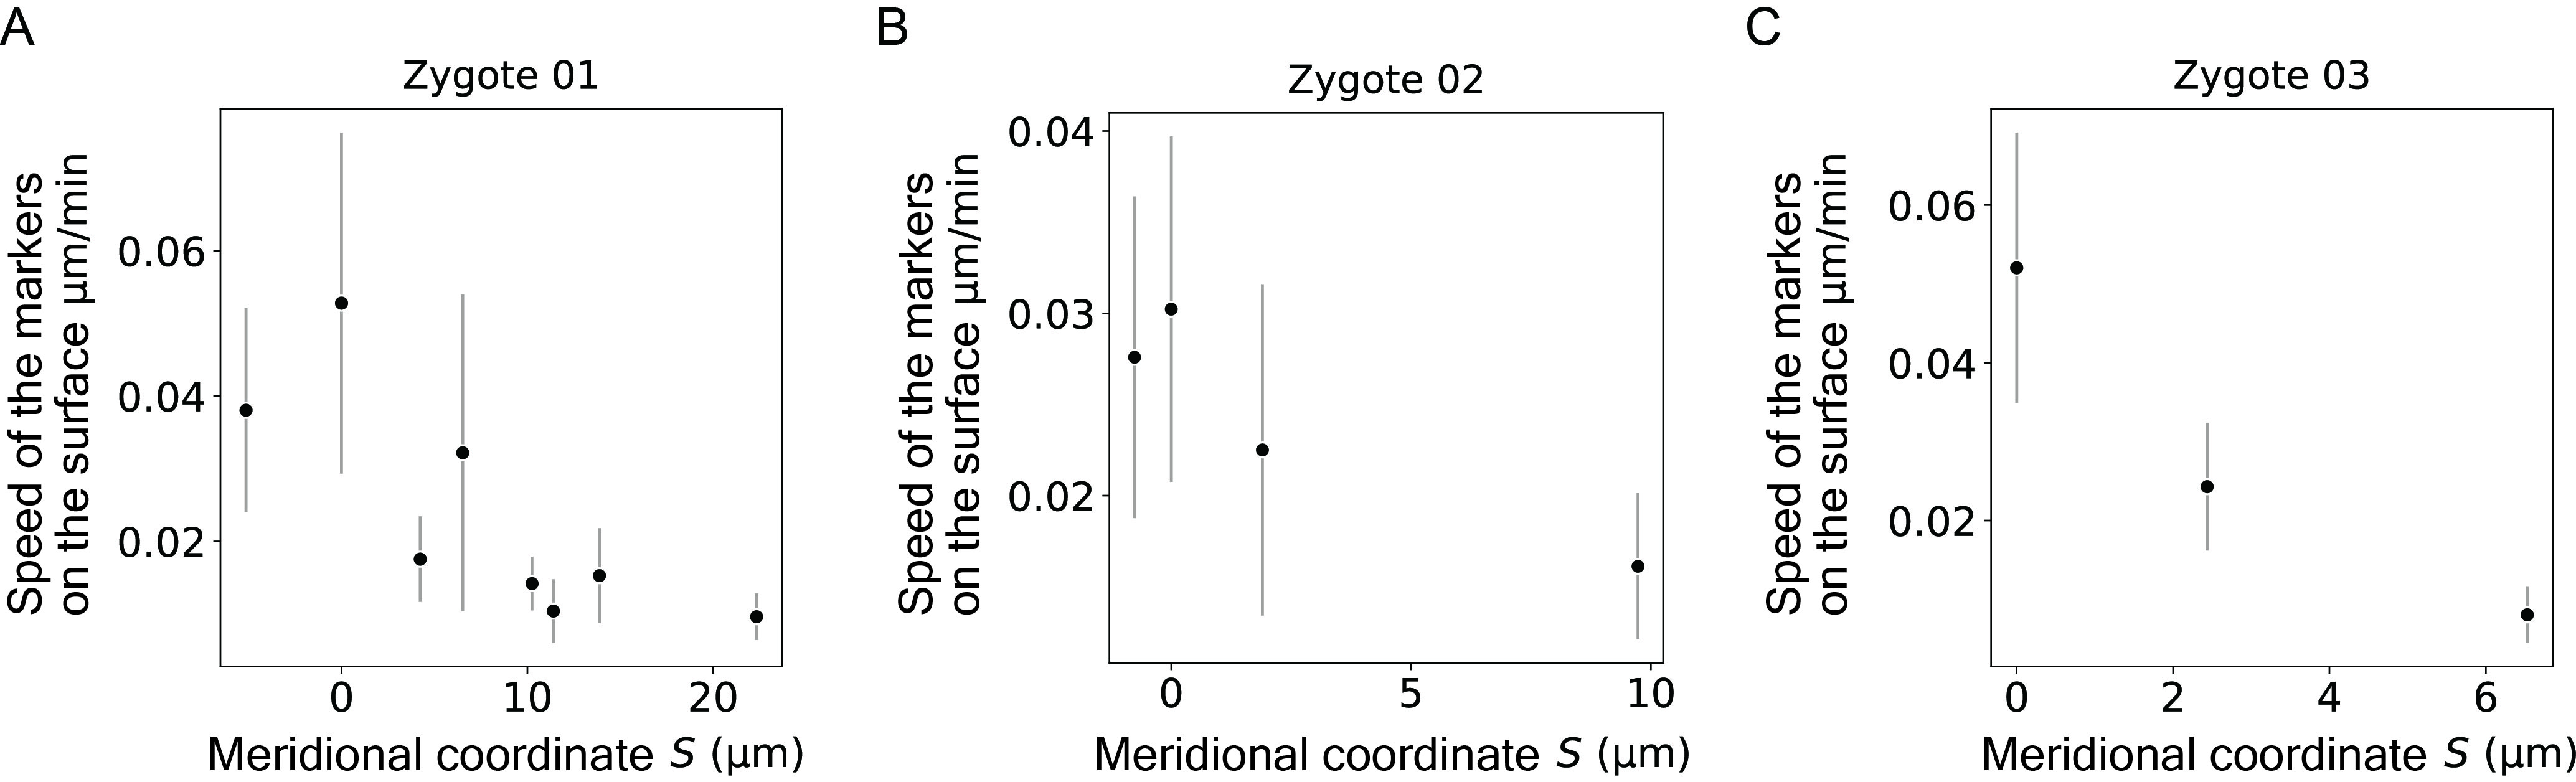 A
Zygote 01
Speed of the markers
on the surface µm/min
0.06
0.04
0.02
0
10
20
Meridional coordinate S (µm)
B
Zygote 02
Speed of the markers
on the surface µm/min
0.04
0.03
0.02
0
5
10
Meridional coordinate S (µm)
C
Zygote 03
Speed of the markers
on the surface µm/min
0.06
0.04
0.02
0
2
4
6
Meridional coordinate S (µm)